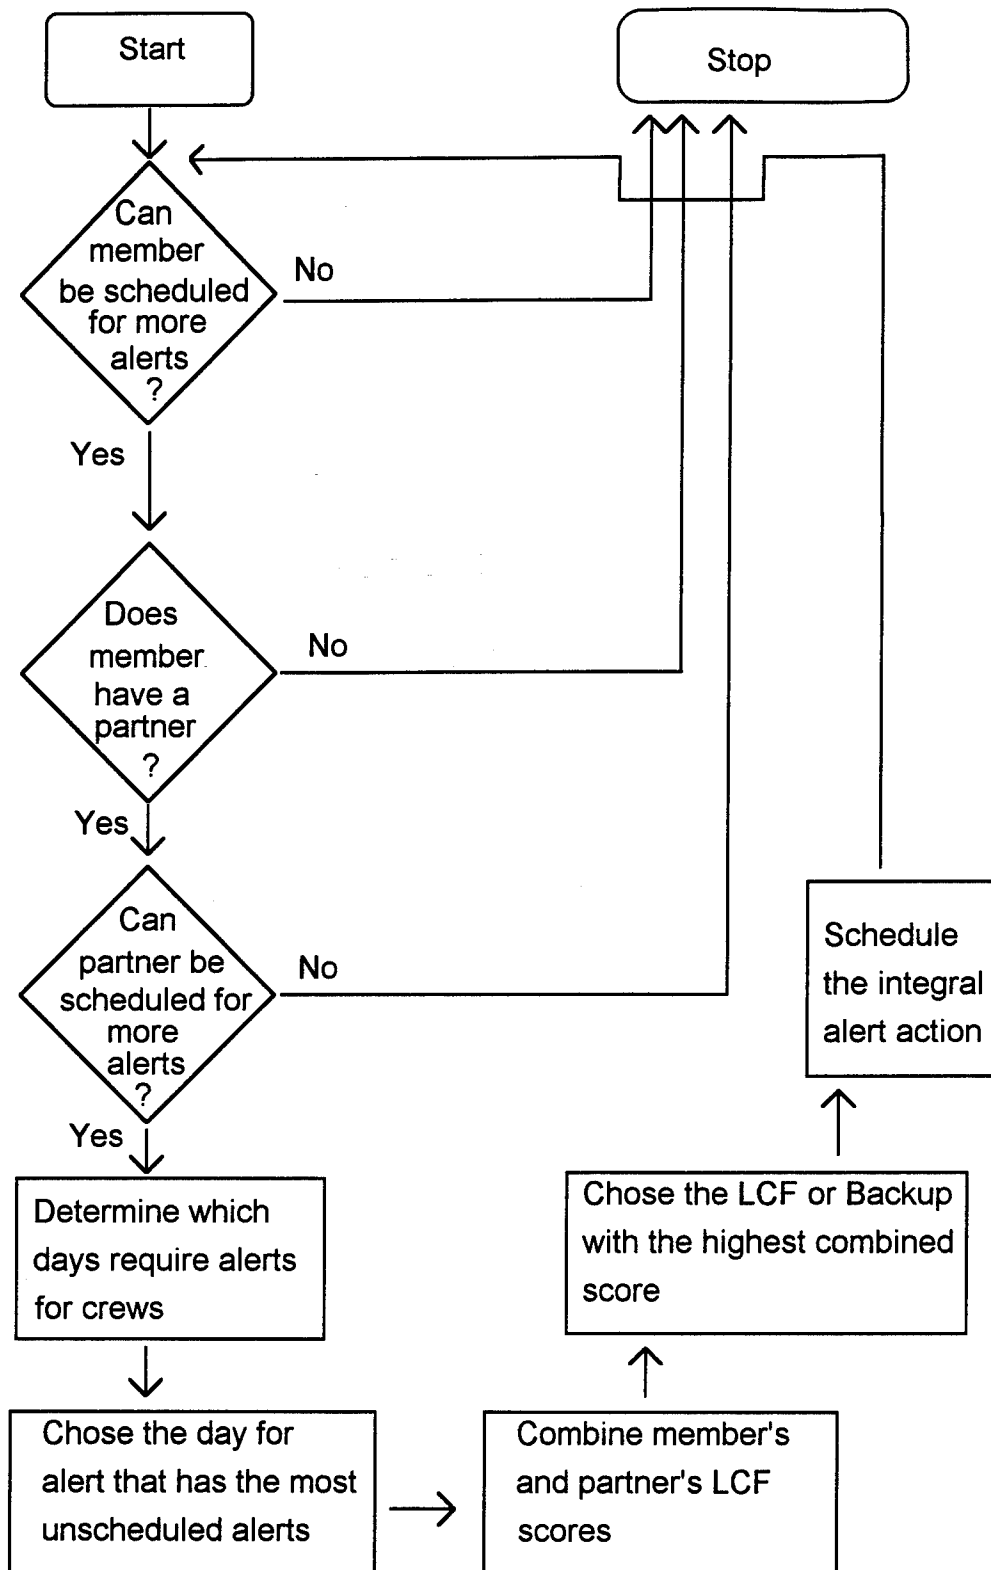 Start
Stop
Can
member
be scheduled
for more
alerts
?
No
Yes
Does
member
have a
partner
?
No
Yes
Can
partner be
scheduled for
more
alerts
?
No
Yes
Determine which
days require alerts
for crews
Chose the day for
alert that has the most
unscheduled alerts
Combine member's
and partner's LCF
scores
Chose the LCF or Backup
with the highest combined
score
Schedule
the integral
alert action